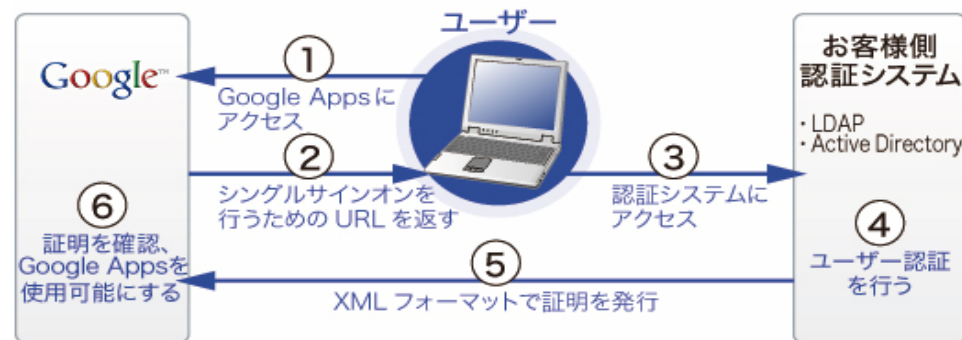 ユーザー
Google™
①
Google Appsに
アクセス
②
シングルサインオンを
行うための URL を返す
③
認証システムに
アクセス
お客様側
認証システム
・LDAP
・Active Directory
④
ユーザー認証
を行う
⑤
XML フォーマットで証明を発行
⑥
証明を確認、
Google Appsを
使用可能にする